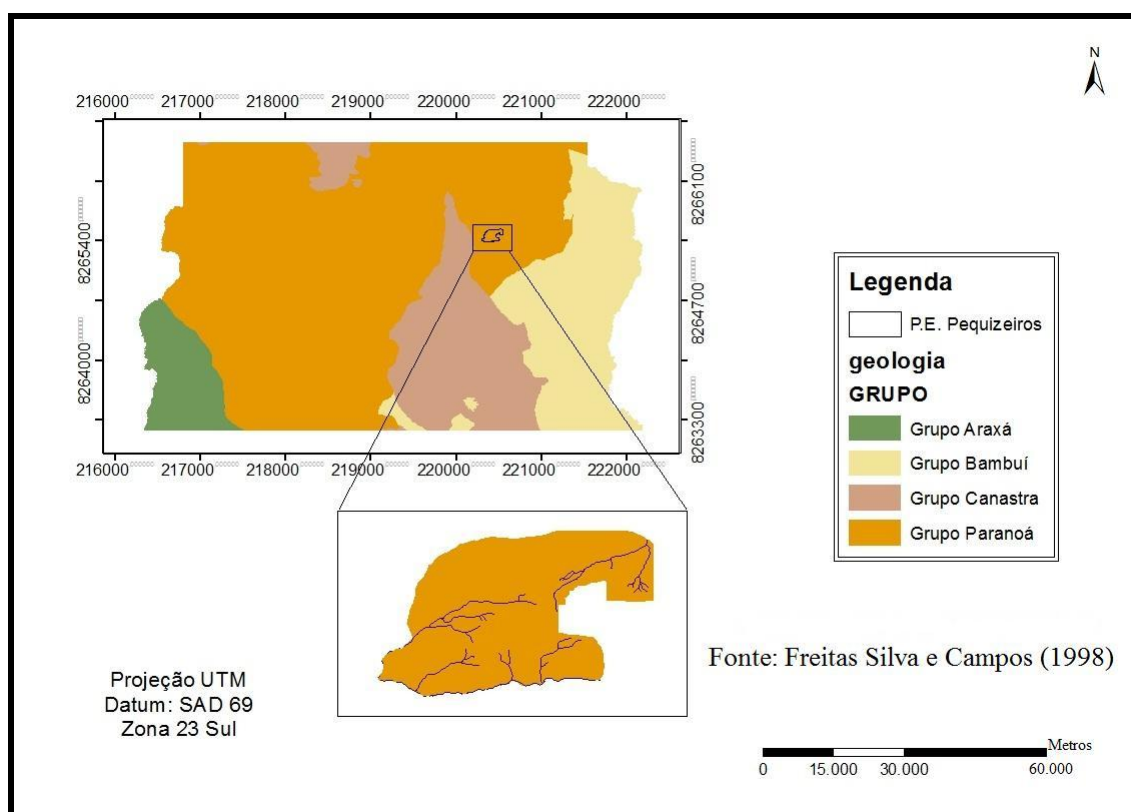 N
216000 217000 218000 219000 220000 221000 222000
8265400
8264000
8266100
8264700
8263300
216000 217000 218000 219000 220000 221000 222000
Legenda
P.E. Pequizeiros
geologia
GRUPO
Grupo Araxá
Grupo Bambuí
Grupo Canastra
Grupo Paranoá
Fonte: Freitas Silva e Campos (1998)
Projeção UTM
Datum: SAD 69
Zona 23 Sul
Metros
0 15.000 30.000 60.000